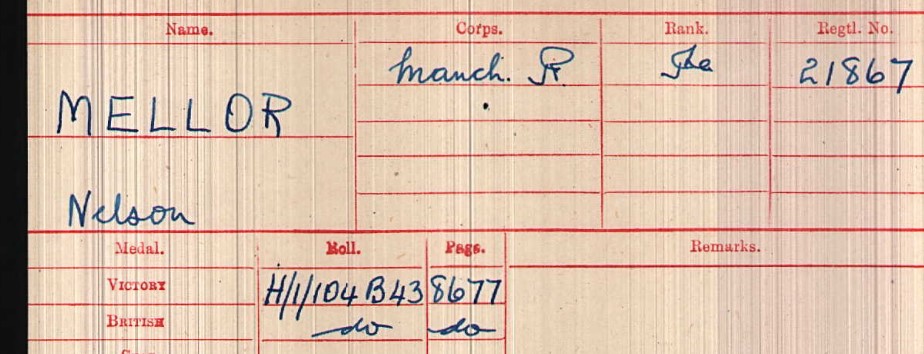 Name. Corps. Rank. Regtl. No.
Manch. R Pte 21867
MELLOR
Nelson
Medal. Roll. Page. Remarks.
VICTORY H/1/104 B43 8677
BRITISH do do